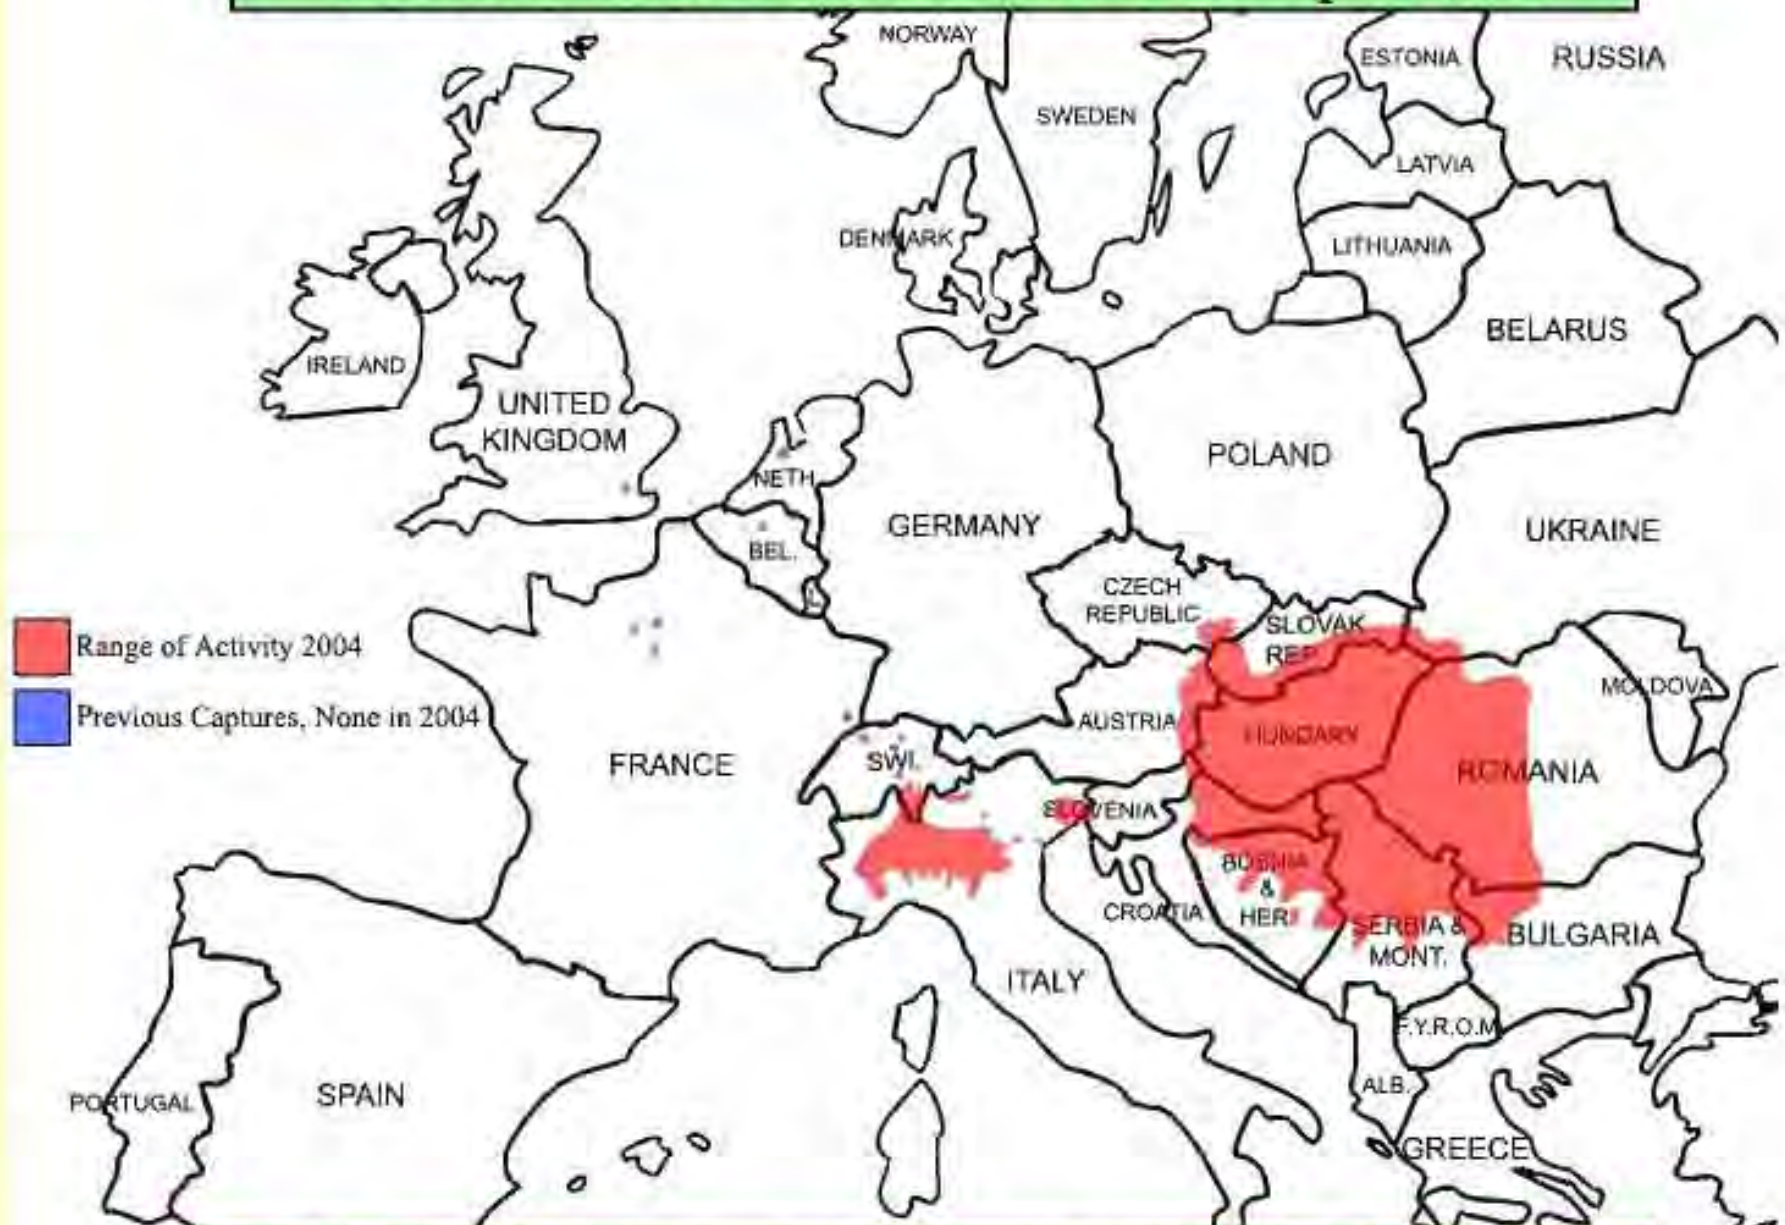 NORWAY
ESTONIA
RUSSIA
SWEDEN
LATVIA
DENMARK
LITHUANIA
IRELAND
BELARUS
UNITED
KINGDOM
POLAND
NETH
GERMANY
UKRAINE
BEL.
L
CZECH
REPUBLIC
SLOVAK
REP
Range of Activity 2004
MOLDOVA
Previous Captures, None in 2004
AUSTRIA
HUNGARY
FRANCE
SWI.
ROMANIA
SLOVENIA
BOSNIA
&
HER
CROATIA
SERBIA &
MONT.
BULGARIA
ITALY
F.Y.R.O.M
ALB.
PORTUGAL
SPAIN
GREECE